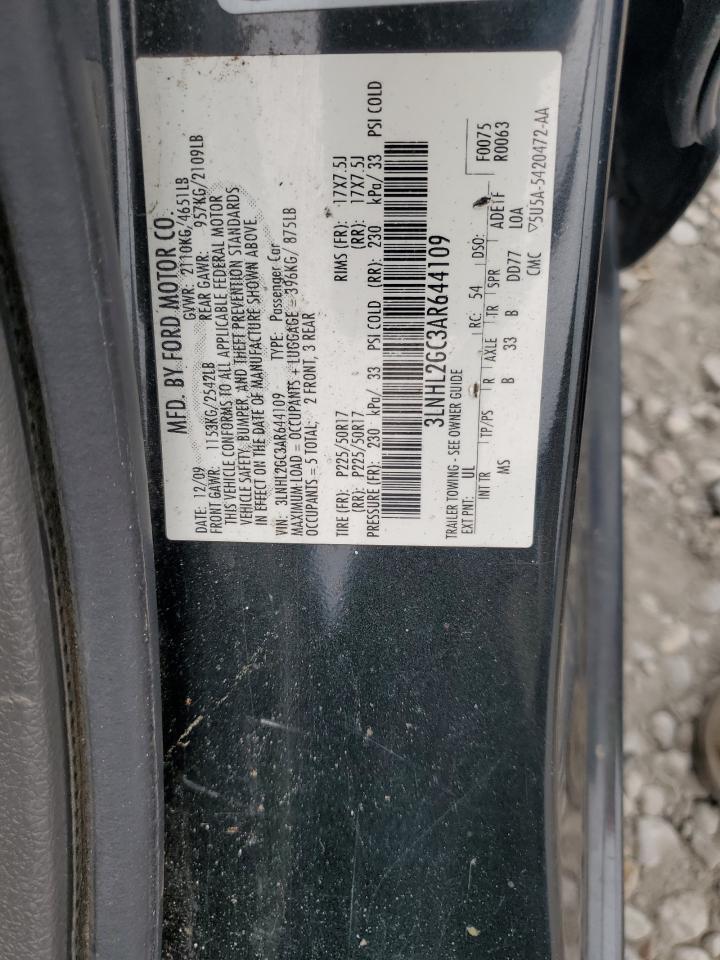 MFD. BY FORD MOTOR CO.
DATE: 12/09 GVWR: 2110KG/4651LB
FRONT GAWR: 1153KG/2542LB REAR GAWR: 957KG/2109LB
THIS VEHICLE CONFORMS TO ALL APPLICABLE FEDERAL MOTOR
VEHICLE SAFETY, BUMPER, AND THEFT PREVENTION STANDARDS
IN EFFECT ON THE DATE OF MANUFACTURE SHOWN ABOVE.
VIN: 3LNHL2GC3AR644109 TYPE: Passenger Car
MAXIMUM LOAD = OCCUPANTS + LUGGAGE = 396KG/ 875LB
OCCUPANTS = 5 TOTAL: 2 FRONT, 3 REAR
TIRE (FR): P225/50R17 RIMS (FR): 17X7.5J
(RR): P225/50R17 (RR): 17X7.5J
PRESSURE (FR): 230 kPa/ 33 PSI COLD (RR): 230 kPa/ 33 PSI COLD
3LNHL2GC3AR644109
TRAILER TOWING - SEE OWNER GUIDE
EXT PNT: UL RC: 54 DSO: F0075
R0063
INT TR TP/PS R AXLE TR SPR ADE1F
MS B 33 B DD77 LOA
CMC ▽5U5A-5420472-AA